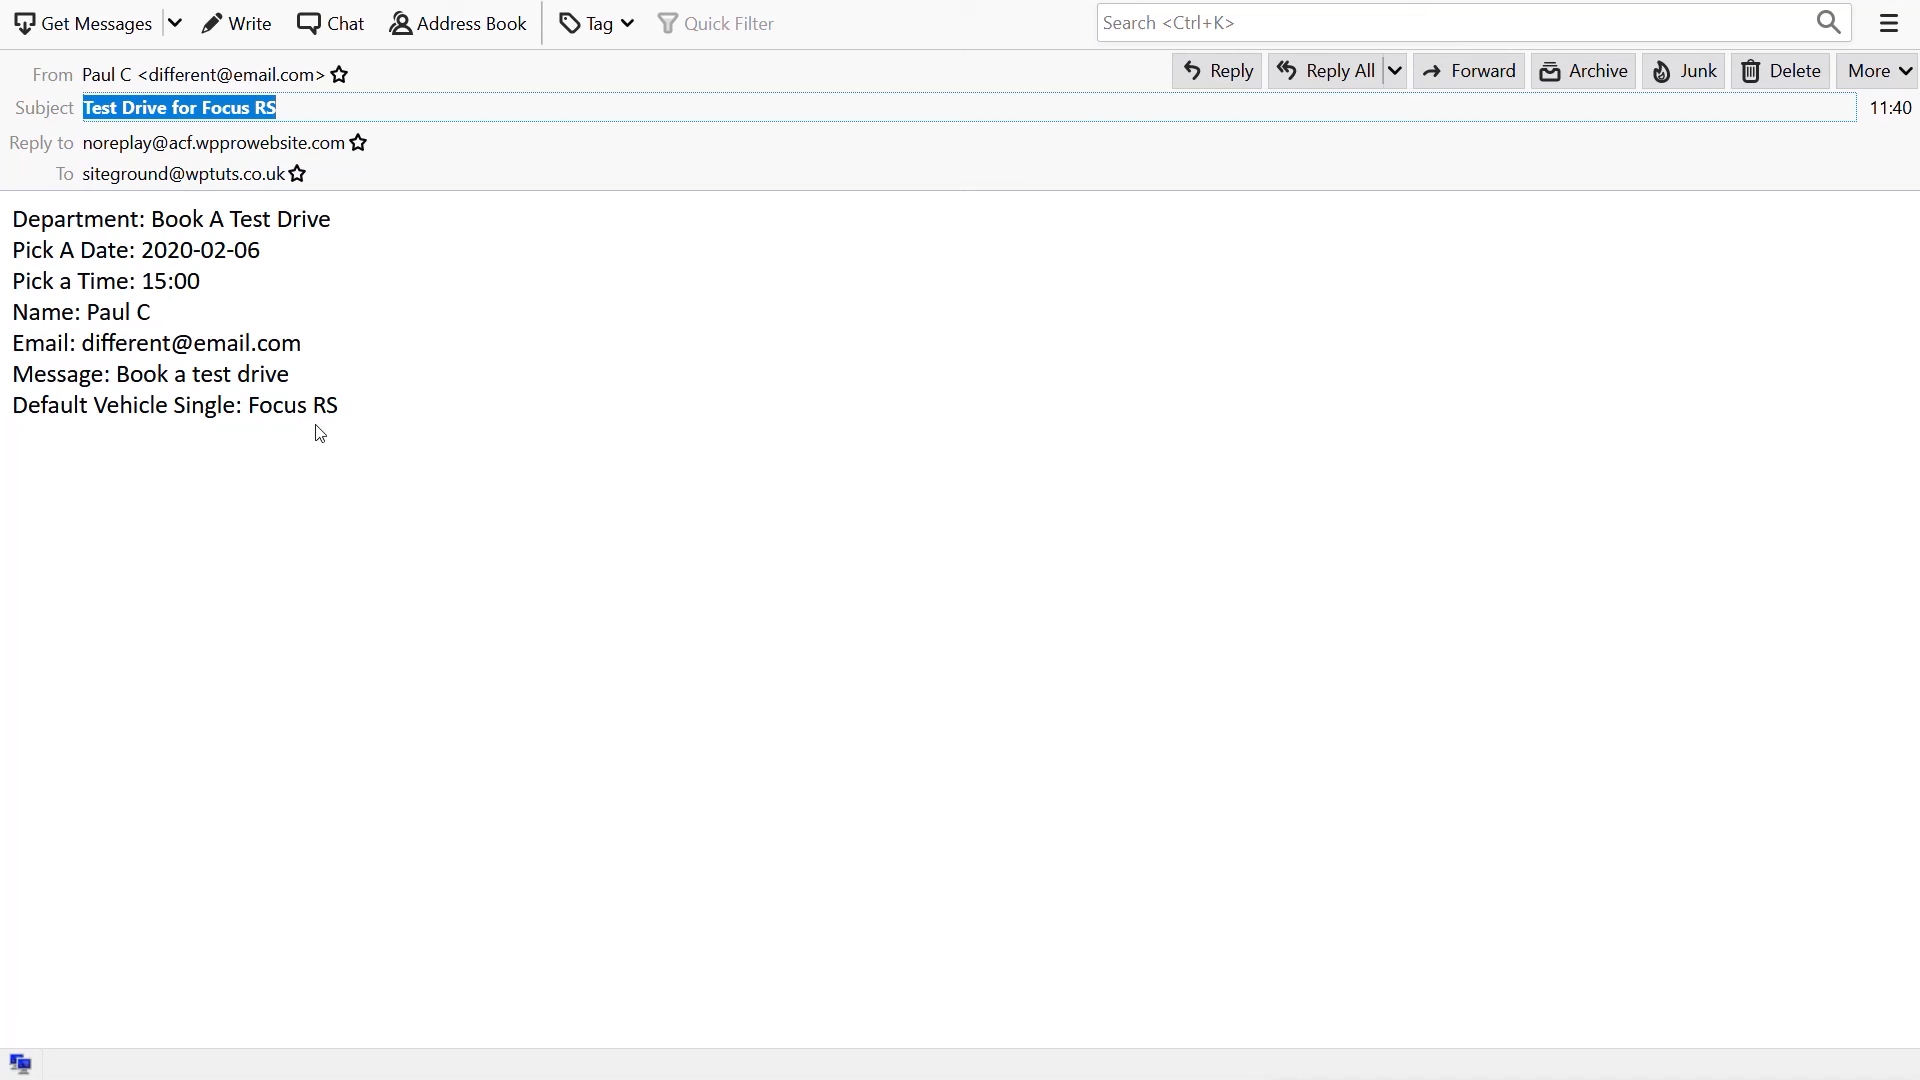 Get Messages Write Chat Address Book Tag Quick Filter Search <Ctrl+K>
From Paul C <different@email.com> Reply Reply All Forward Archive Junk Delete More
Subject Test Drive for Focus RS 11:40
Reply to noreplay@acf.wpprowebsite.com
To siteground@wptuts.co.uk
Department: Book A Test Drive
Pick A Date: 2020-02-06
Pick a Time: 15:00
Name: Paul C
Email: different@email.com
Message: Book a test drive
Default Vehicle Single: Focus RS